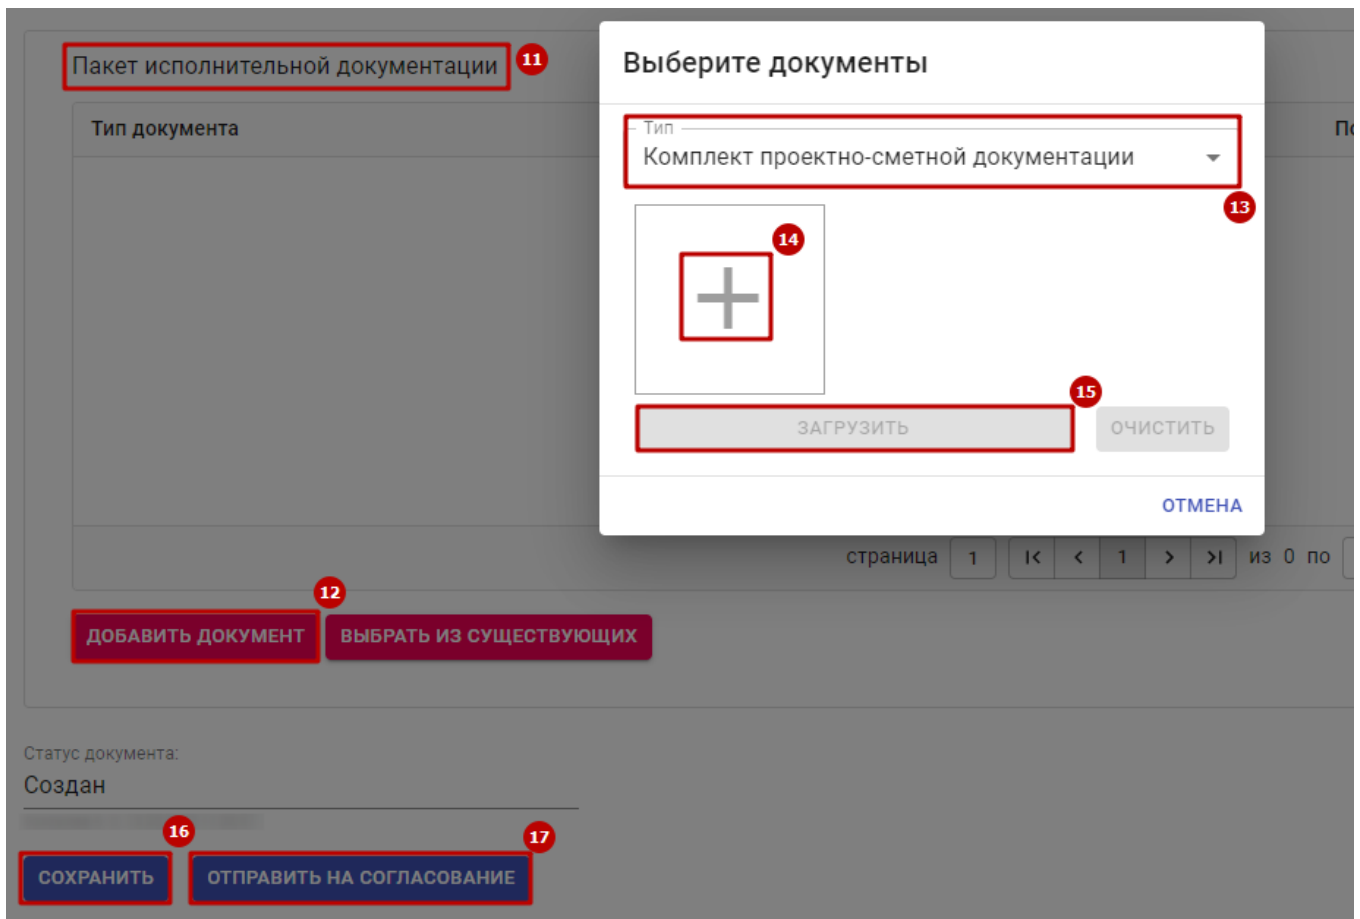 Пакет исполнительной документации
11
Выберите документы
Тип документа
Тип
Комплект проектно-сметной документации
13
14
15
ЗАГРУЗИТЬ
ОЧИСТИТЬ
ОТМЕНА
страница 1 1 из 0 по
12
ДОБАВИТЬ ДОКУМЕНТ
ВЫБРАТЬ ИЗ СУЩЕСТВУЮЩИХ
Статус документа:
Создан
16
17
СОХРАНИТЬ
ОТПРАВИТЬ НА СОГЛАСОВАНИЕ